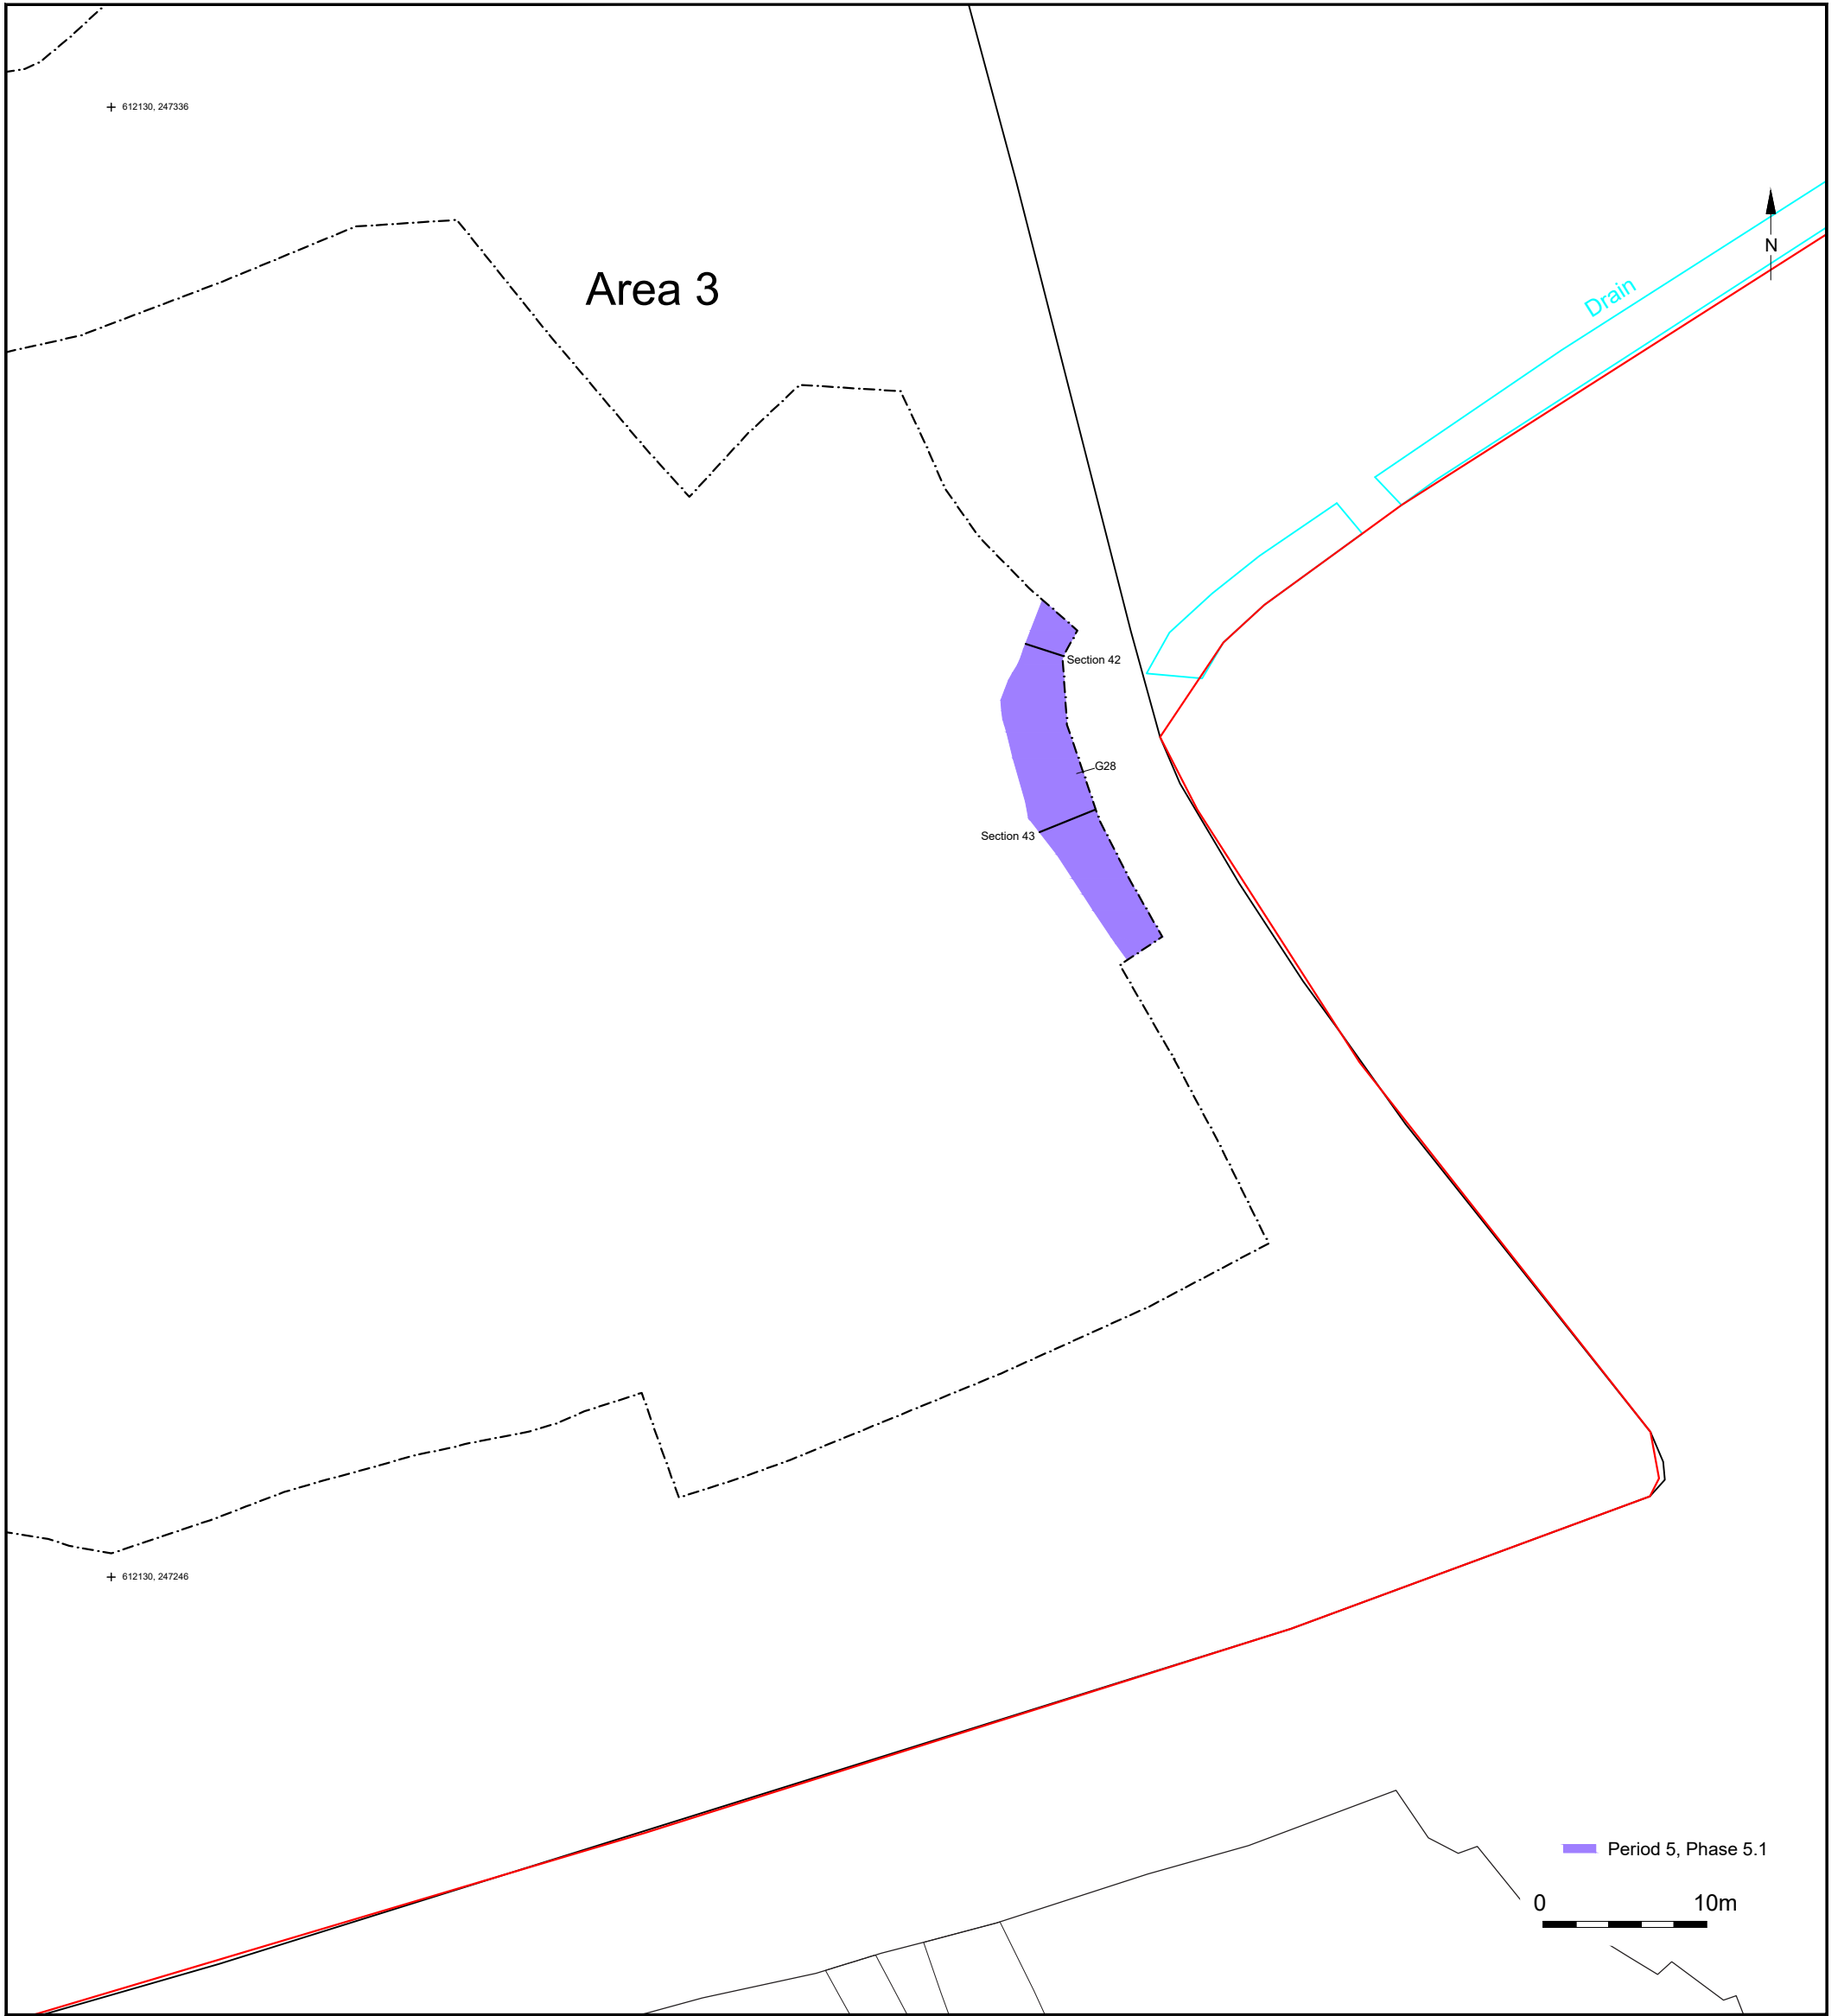 612130, 247336
N
Area 3
Drain
Section 42
G28
Section 43
612130, 247246
Period 5, Phase 5.1
0 10m